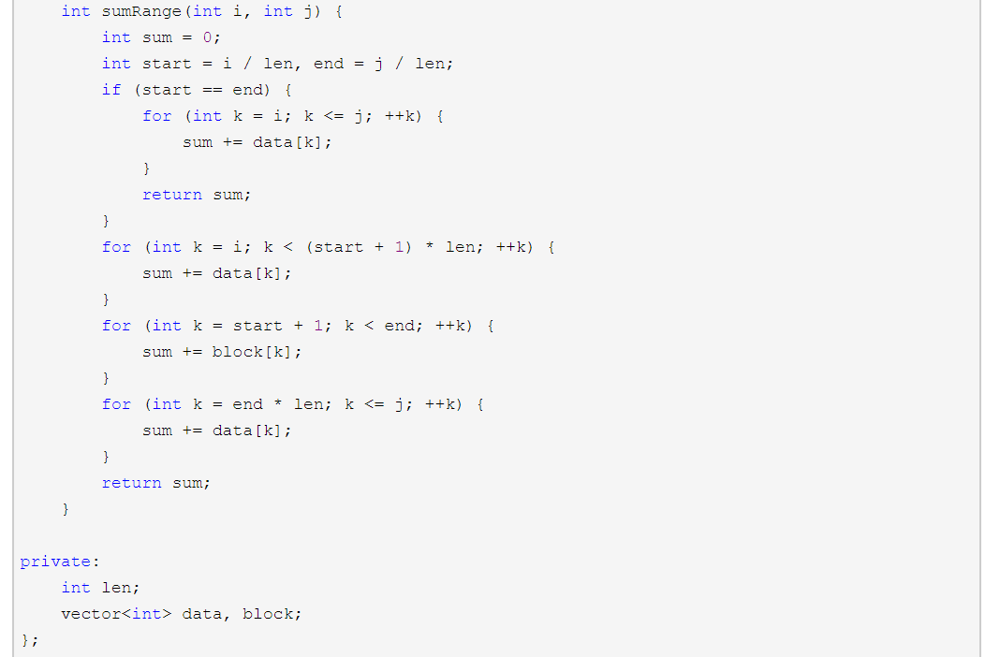 int sumRange(int i, int j) {
        int sum = 0;
        int start = i / len, end = j / len;
        if (start == end) {
            for (int k = i; k <= j; ++k) {
                sum += data[k];
            }
            return sum;
        }
        for (int k = i; k < (start + 1) * len; ++k) {
            sum += data[k];
        }
        for (int k = start + 1; k < end; ++k) {
            sum += block[k];
        }
        for (int k = end * len; k <= j; ++k) {
            sum += data[k];
        }
        return sum;
    }
private:
    int len;
    vector<int> data, block;
};